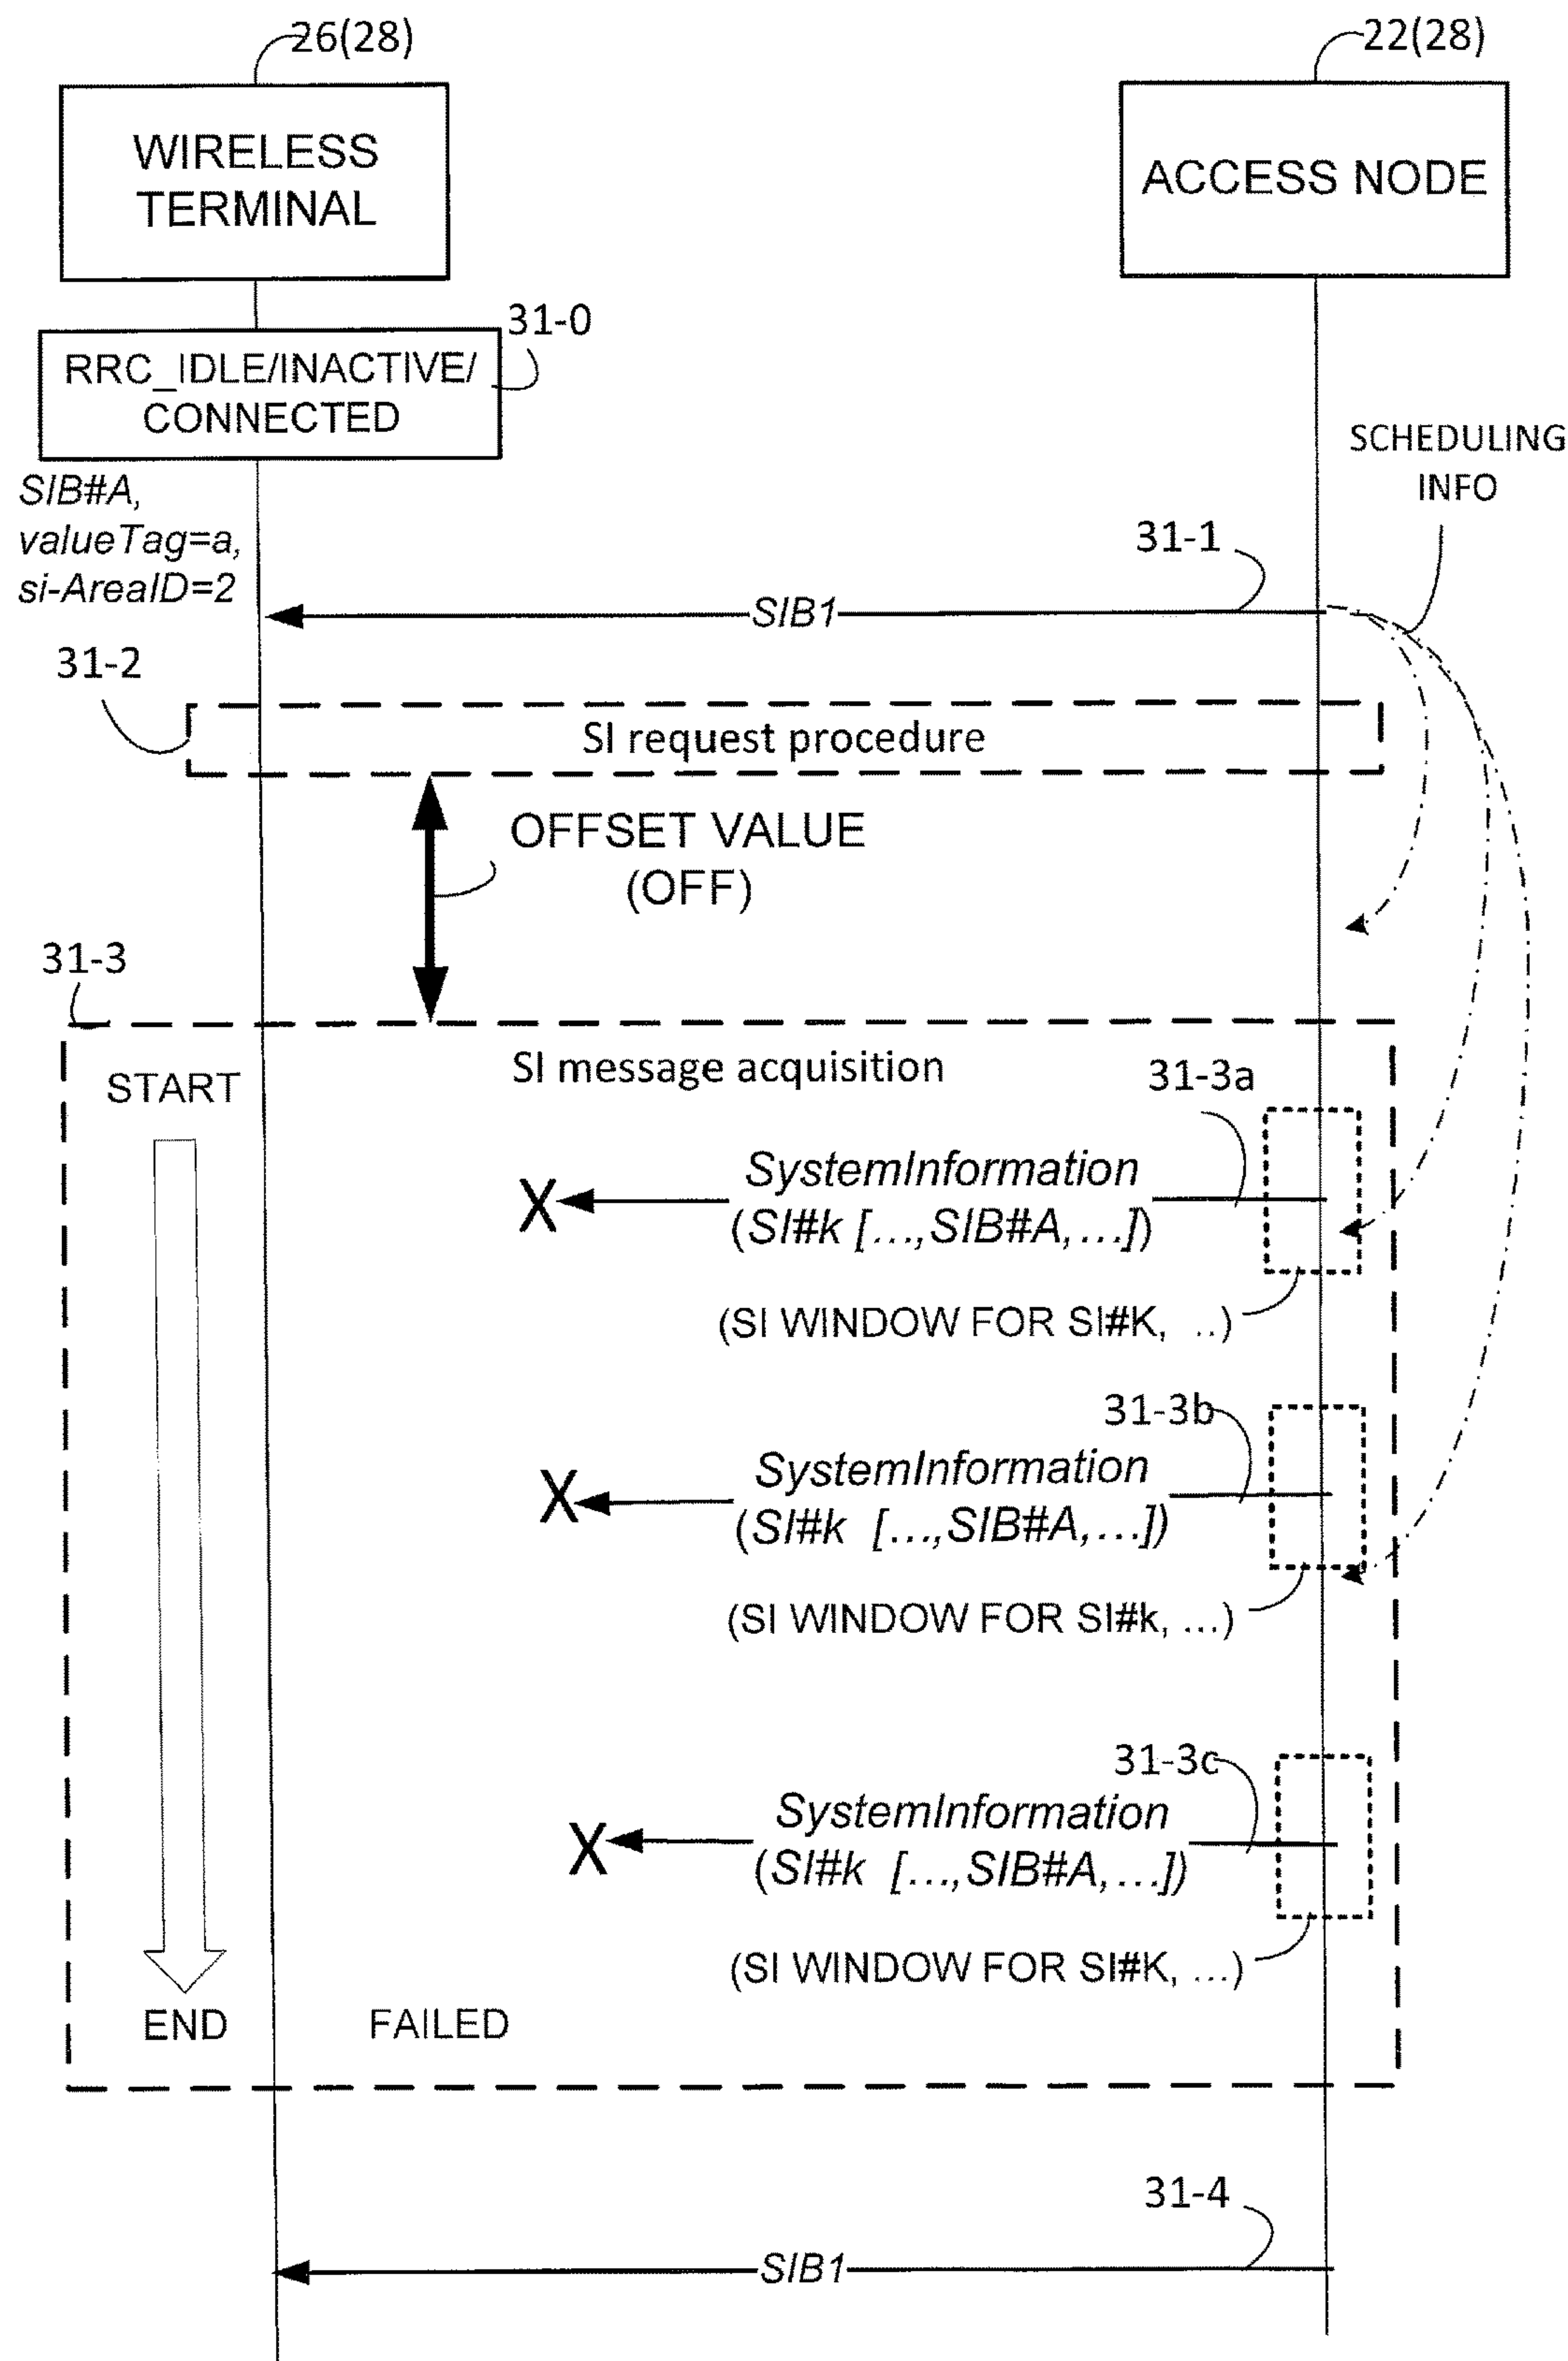 26(28)
22(28)
WIRELESS
TERMINAL
ACCESS NODE
31-0
RRC_IDLE/INACTIVE/
CONNECTED
SCHEDULING
INFO
SIB#A,
valueTag=a,
si-AreaID=2
31-1
SIB1
31-2
SI request procedure
OFFSET VALUE
(OFF)
31-3
SI message acquisition
START
31-3a
SystemInformation
(SI#k [...,SIB#A,...])
(SI WINDOW FOR SI#K, ..)
31-3b
SystemInformation
(SI#k [...,SIB#A,...])
(SI WINDOW FOR SI#k, ...)
31-3c
SystemInformation
(SI#k [...,SIB#A,...])
(SI WINDOW FOR SI#K, ...)
END
FAILED
31-4
SIB1